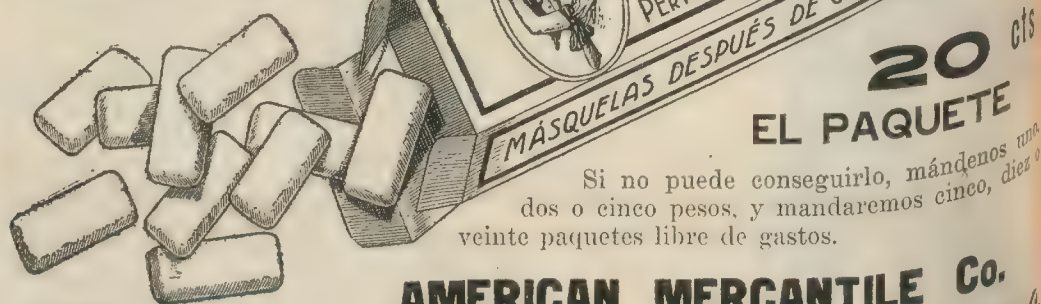 MÁSQUELAS DESPUÉS DE
20 cts
EL PAQUETE
Si no puede conseguirlo, mándenos uno,
dos o cinco pesos, y mandaremos cinco, diez o
veinte paquetes libre de gastos.
AMERICAN MERCANTILE Co.